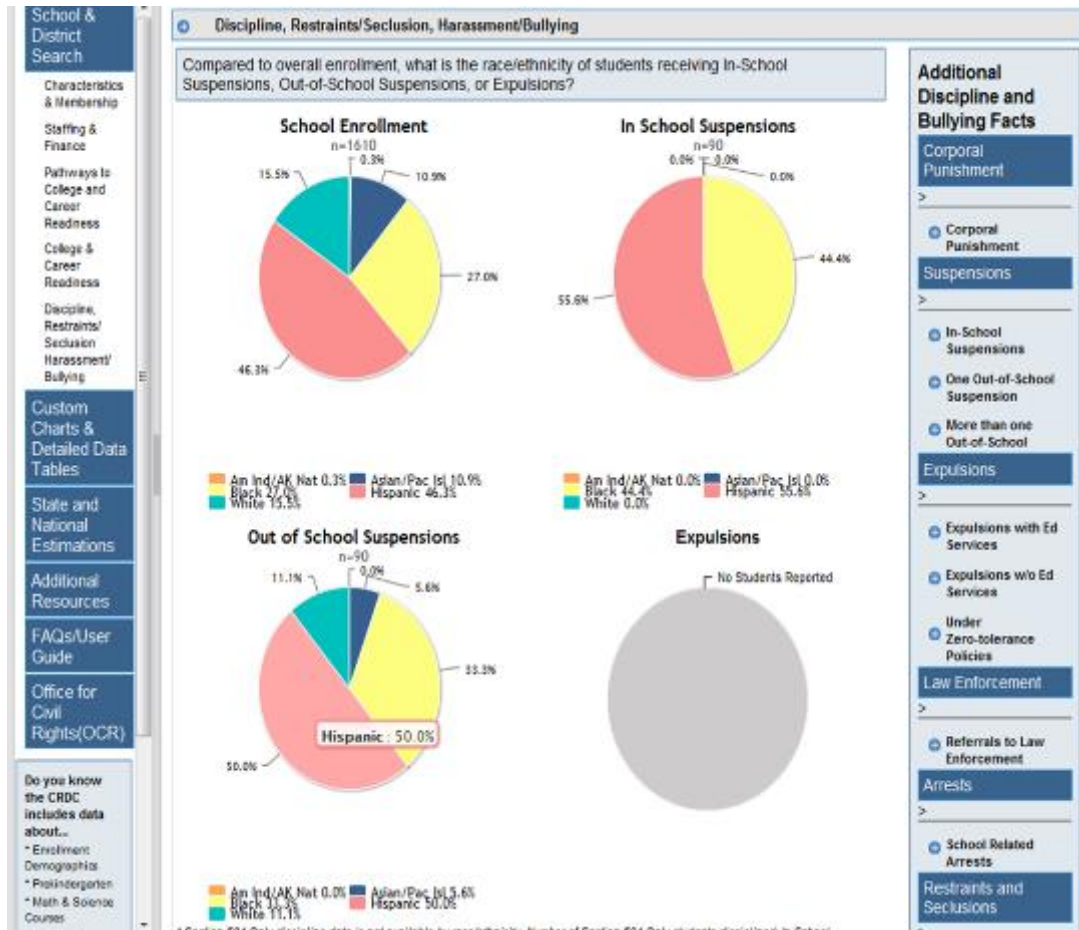 School &
District
Search
Characteristics
& Membership
Staffing &
Finance
Pathways to
College and
Career
Readiness
College &
Career
Readiness
Discipline,
Restraints/
Seclusion
Harassment/
Bullying
Custom
Charts &
Detailed Data
Tables
State and
National
Estimations
Additional
Resources
FAQs/User
Guide
Office for
Civil
Rights(OCR)
Do you know
the CRDC
includes data
about...
* Enrollment
Demographics
* Prekindergarten
* Math & Science
Courses
Discipline, Restraints/Seclusion, Harassment/Bullying
Compared to overall enrollment, what is the race/ethnicity of students receiving In-School
Suspensions, Out-of-School Suspensions, or Expulsions?
School Enrollment
n=1610
0.3%
15.5%
10.9%
27.0%
46.3%
Am Ind/AK Nat 0.3% Asian/Pac Isl 10.9%
Black 27.0% Hispanic 46.3%
White 15.5%
In School Suspensions
n=90
0.0% 0.0%
0.0%
44.4%
55.6%
Am Ind/AK Nat 0.0% Asian/Pac Isl 0.0%
Black 44.4% Hispanic 55.6%
White 0.0%
Out of School Suspensions
n=90
0.0%
11.1%
5.6%
33.3%
Hispanic : 50.0%
50.0%
Am Ind/AK Nat 0.0% Asian/Pac Isl 5.6%
Black 33.3% Hispanic 50.0%
White 11.1%
Expulsions
No Students Reported
Additional
Discipline and
Bullying Facts
Corporal
Punishment
>
Corporal
Punishment
Suspensions
>
In-School
Suspensions
One Out-of-School
Suspension
More than one
Out-of-School
Expulsions
>
Expulsions with Ed
Services
Expulsions w/o Ed
Services
Under
Zero-tolerance
Policies
Law Enforcement
>
Referrals to Law
Enforcement
Arrests
>
School Related
Arrests
Restraints and
Seclusions